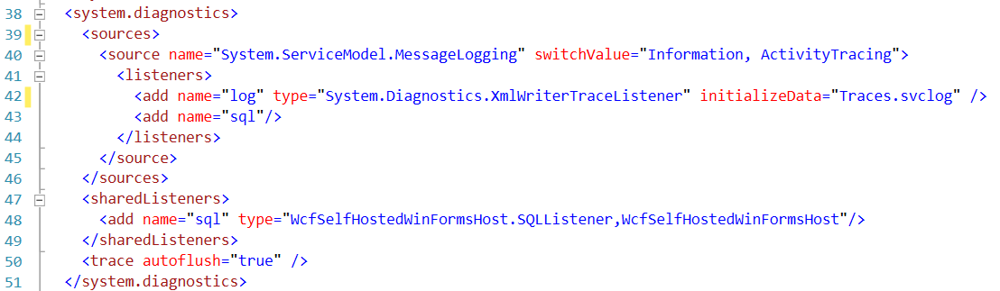 38 <system.diagnostics>
39 <sources>
40 <source name="System.ServiceModel.MessageLogging" switchValue="Information, ActivityTracing">
41 <listeners>
42 <add name="log" type="System.Diagnostics.XmlWriterTraceListener" initializeData="Traces.svclog" />
43 <add name="sql"/>
44 </listeners>
45 </source>
46 </sources>
47 <sharedListeners>
48 <add name="sql" type="WcfSelfHostedWinFormsHost.SQLListener,WcfSelfHostedWinFormsHost"/>
49 </sharedListeners>
50 <trace autoflush="true" />
51 </system.diagnostics>